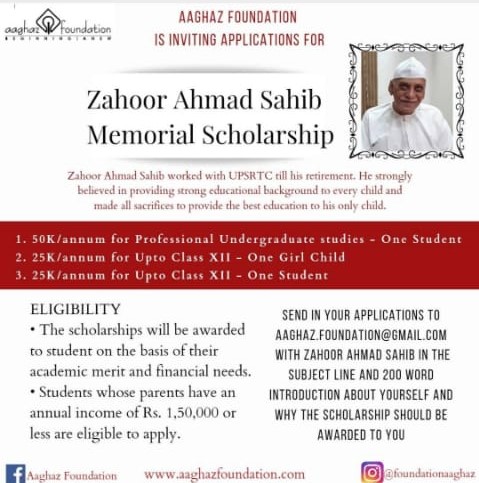 aaghaz foundation
BEGINNING|ANEW
AAGHAZ FOUNDATION
IS INVITING APPLICATIONS FOR
Zahoor Ahmad Sahib
Memorial Scholarship
Zahoor Ahmad Sahib worked with UPSRTC till his retirement. He strongly
believed in providing strong educational background to every child and
made all sacrifices to provide the best education to his only child.
1. 50K/annum for Professional Undergraduate studies - One Student
2. 25K/annum for Upto Class XII - One Girl Child
3. 25K/annum for Upto Class XII - One Student
ELIGIBILITY
• The scholarships will be awarded
to student on the basis of their
academic merit and financial needs.
• Students whose parents have an
annual income of Rs. 1,50,000 or
less are eligible to apply.
SEND IN YOUR APPLICATIONS TO
AAGHAZ.FOUNDATION@GMAIL.COM
WITH ZAHOOR AHMAD SAHIB IN THE
SUBJECT LINE AND 200 WORD
INTRODUCTION ABOUT YOURSELF AND
WHY THE SCHOLARSHIP SHOULD BE
AWARDED TO YOU
Aaghaz Foundation
www.aaghazfoundation.com
@foundationaaghaz